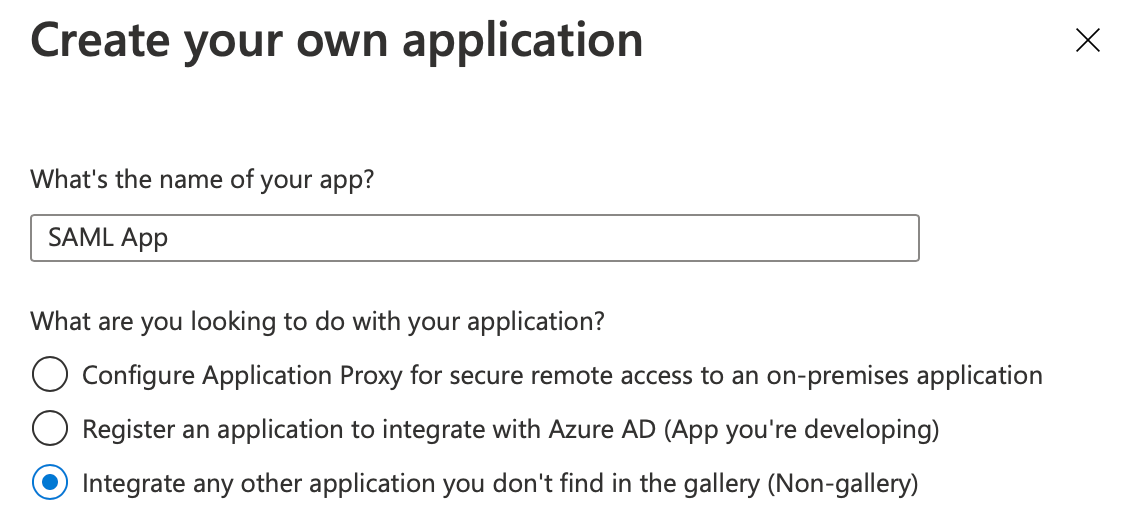 Create your own application
What's the name of your app?
SAML App
What are you looking to do with your application?
Configure Application Proxy for secure remote access to an on-premises application
Register an application to integrate with Azure AD (App you're developing)
Integrate any other application you don't find in the gallery (Non-gallery)